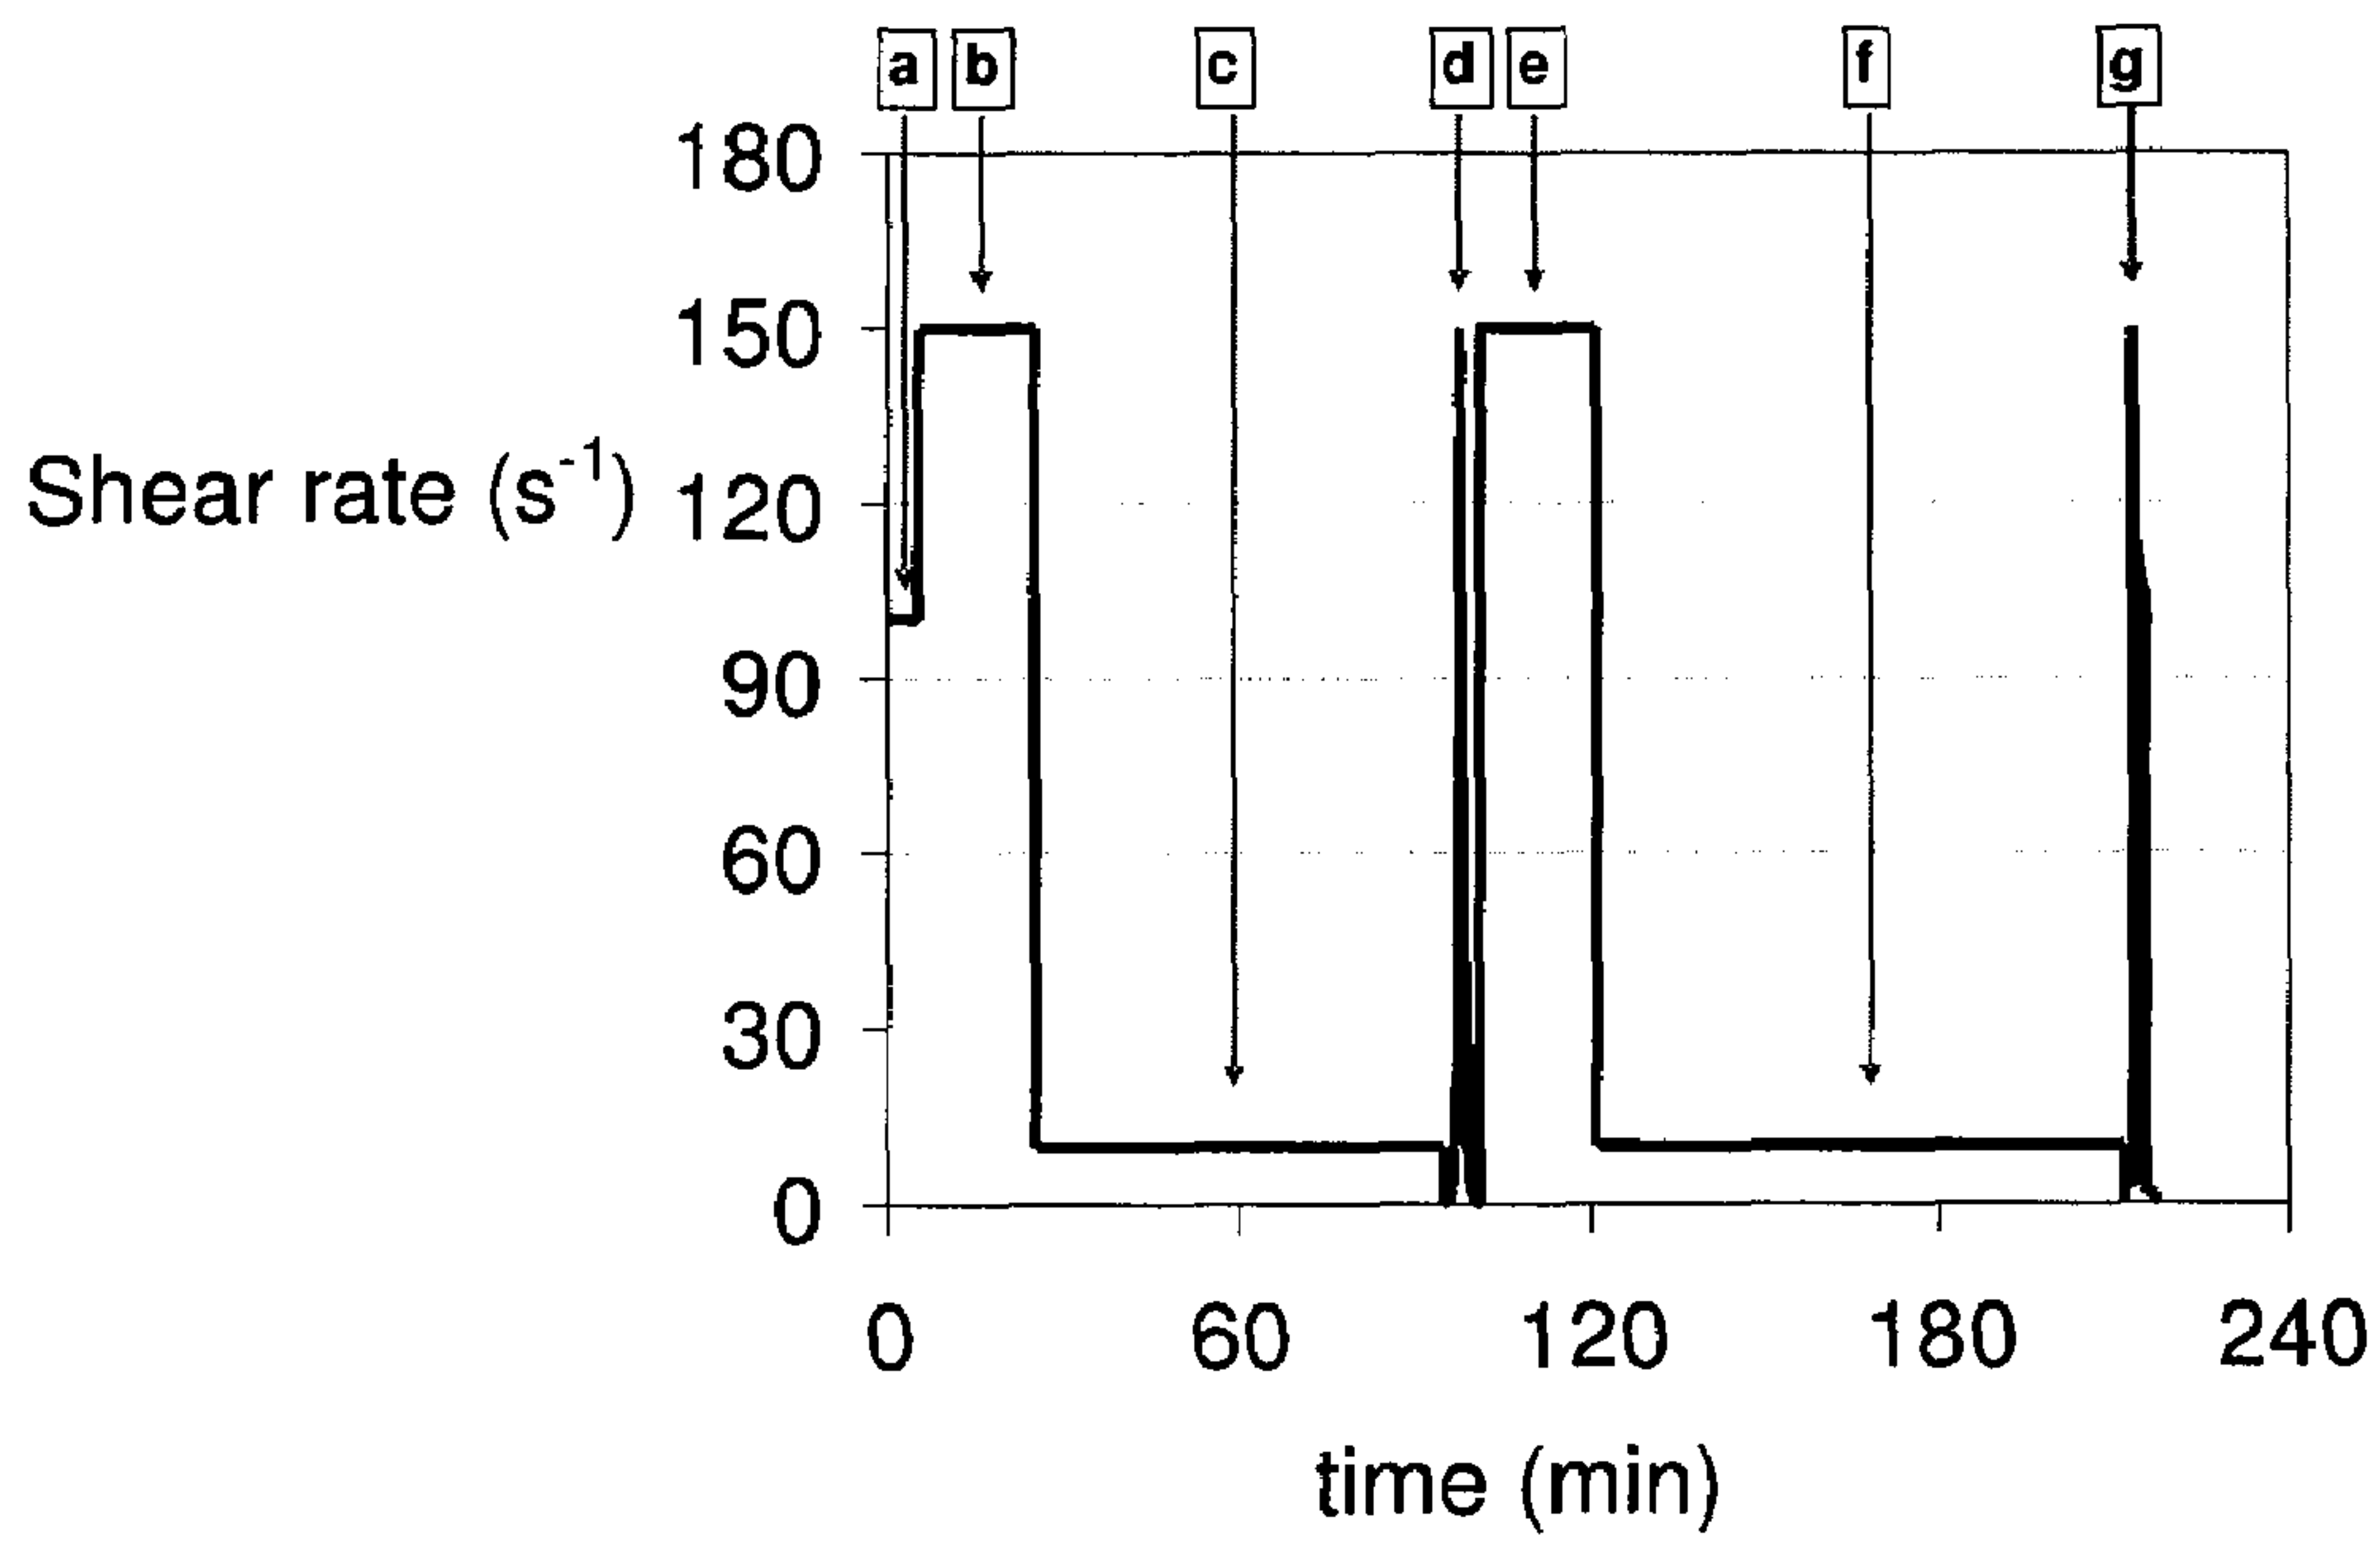 a b c d e f g
180
150
Shear rate (s⁻¹) 120
90
60
30
0
0 60 120 180 240
time (min)